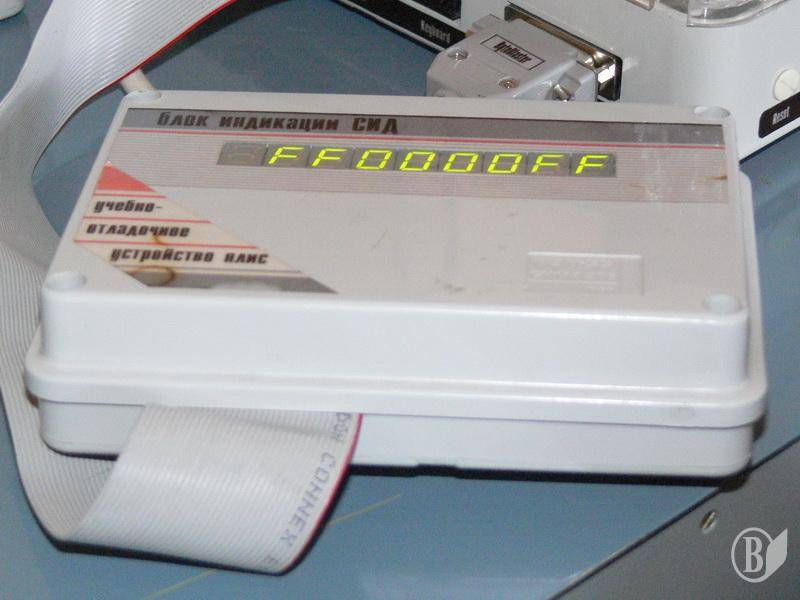 Keyboard
Reset
блок индикации СИД
FF0000FF
учебно-
отладочное
устройство плис
CONNEX
B